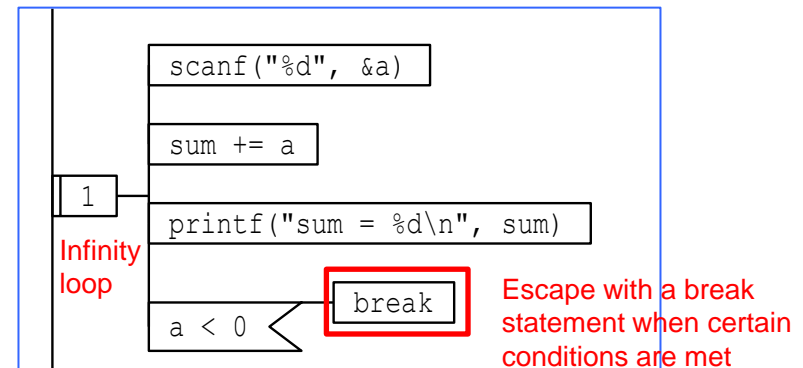 scanf("%d", &a)
sum += a
1
printf("sum = %d\n", sum)
Infinity
loop
a < 0
break
Escape with a break
statement when certain
conditions are met